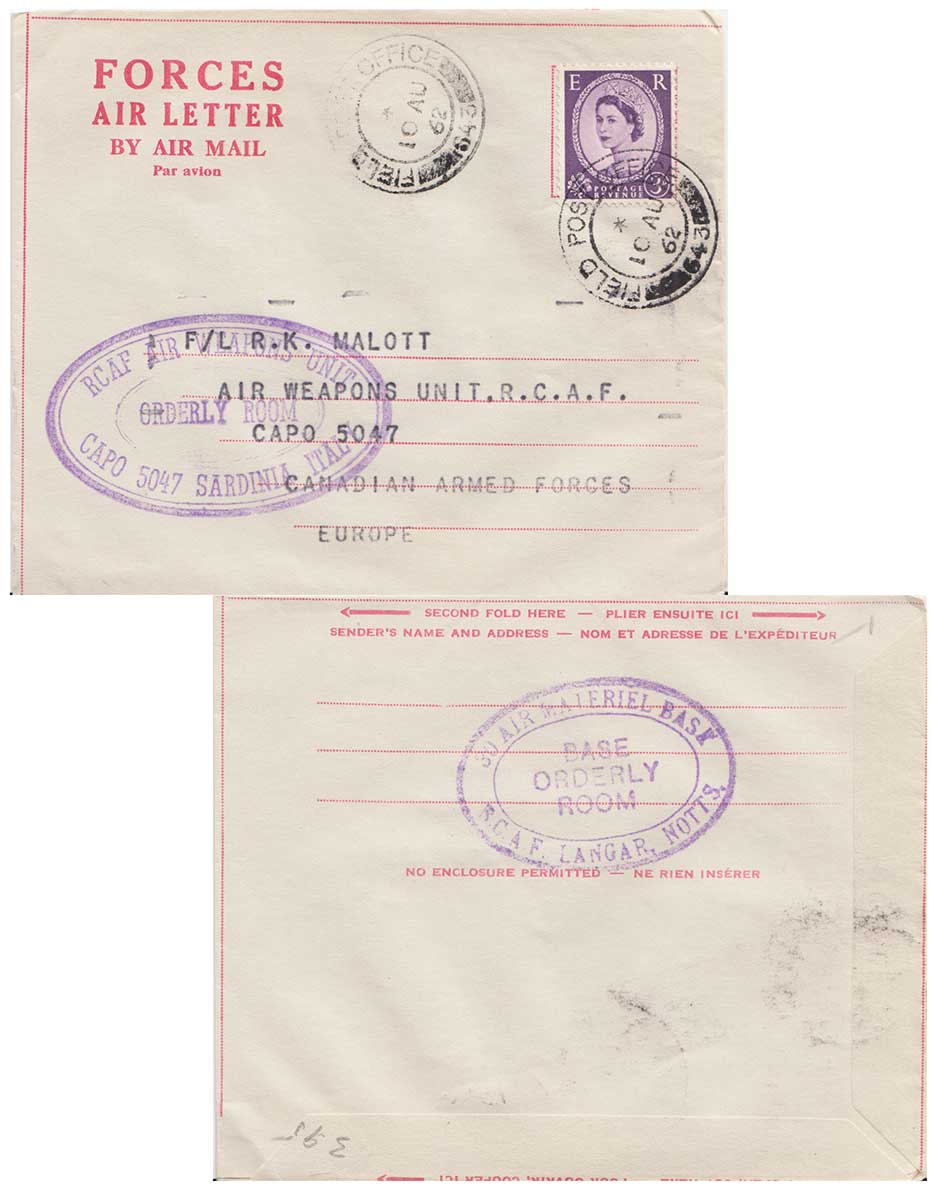 FORCES
AIR LETTER
BY AIR MAIL
Par avion
FIELD OFFICE 643
*
10 AU
62
E R
POSTAGE
REVENUE
3D
FIELD POST OFFICE 643
*
10 AU
62
F/L R.K. MALOTT
AIR WEAPONS UNIT, R.C.A.F.
CAPO 5047
CANADIAN ARMED FORCES
EUROPE
RCAF AIR WEAPONS UNIT
ORDERLY ROOM
CAPO 5047 SARDINIA ITALY
SECOND FOLD HERE — PLIER ENSUITE ICI
SENDER'S NAME AND ADDRESS — NOM ET ADRESSE DE L'EXPÉDITEUR
30 AIR MATERIEL BASE
BASE
ORDERLY
ROOM
R.C.A.F. LANGAR, NOTTS.
NO ENCLOSURE PERMITTED — NE RIEN INSÉRER